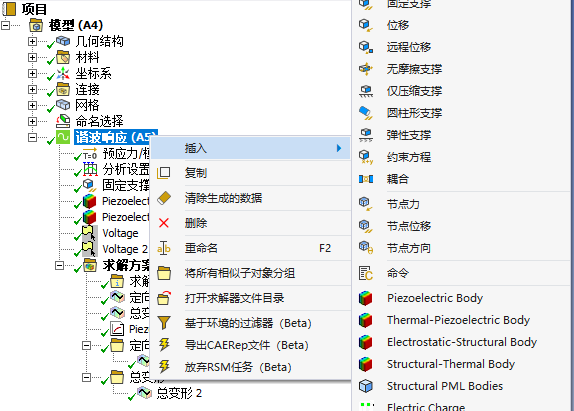 项目
模型 (A4)
几何结构
材料
坐标系
连接
网格
命名选择
谐波响应 (A5)
T=0 预应力/模
分析设置
固定支撑
Piezoelect
Piezoelect
Voltage
Voltage 2
求解方案
求解
定向
总变
Piez
定向
总变形
总变形 2
插入
复制
清除生成的数据
删除
重命名 F2
将所有相似子对象分组
打开求解器文件目录
基于环境的过滤器 (Beta)
导出CAERep文件 (Beta)
放弃RSM任务 (Beta)
固定支撑
位移
远程位移
无摩擦支撑
仅压缩支撑
圆柱形支撑
弹性支撑
约束方程
耦合
节点力
节点位移
节点方向
命令
Piezoelectric Body
Thermal-Piezoelectric Body
Electrostatic-Structural Body
Structural-Thermal Body
Structural PML Bodies
Electric Charge